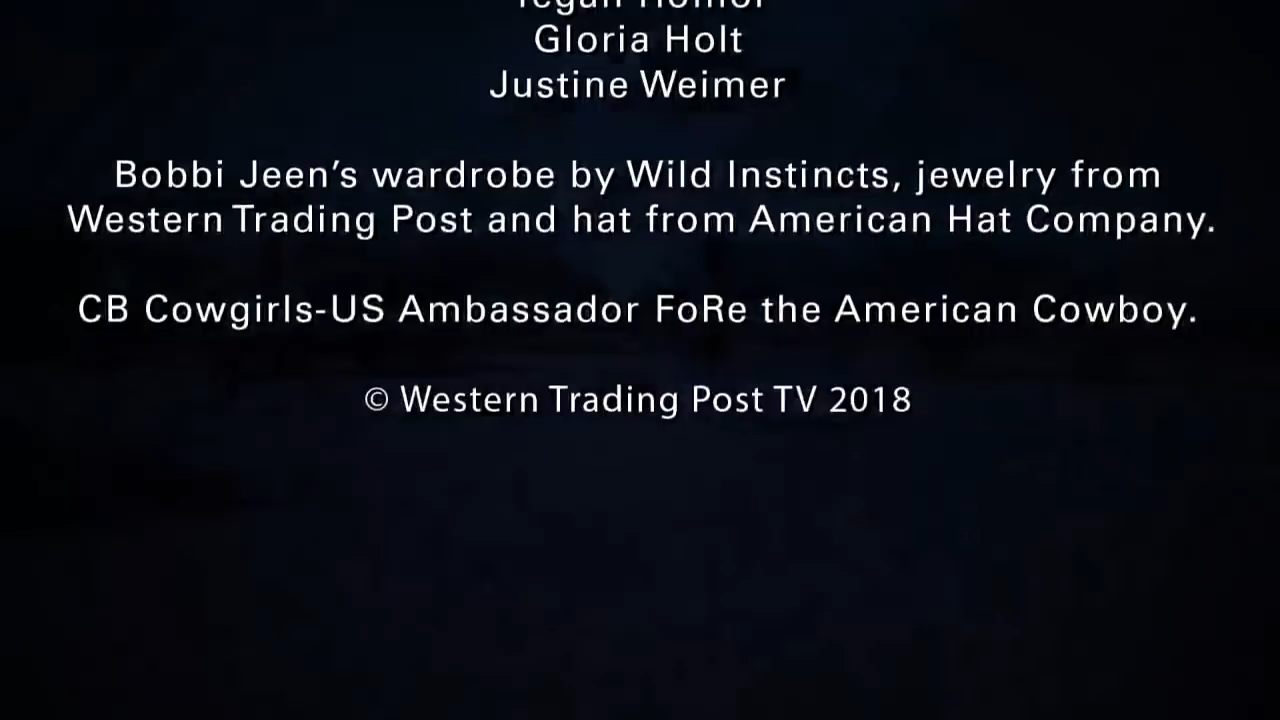 Gloria Holt
Justine Weimer
Bobbi Jeen’s wardrobe by Wild Instincts, jewelry from
Western Trading Post and hat from American Hat Company.
CB Cowgirls-US Ambassador FoRe the American Cowboy.
© Western Trading Post TV 2018